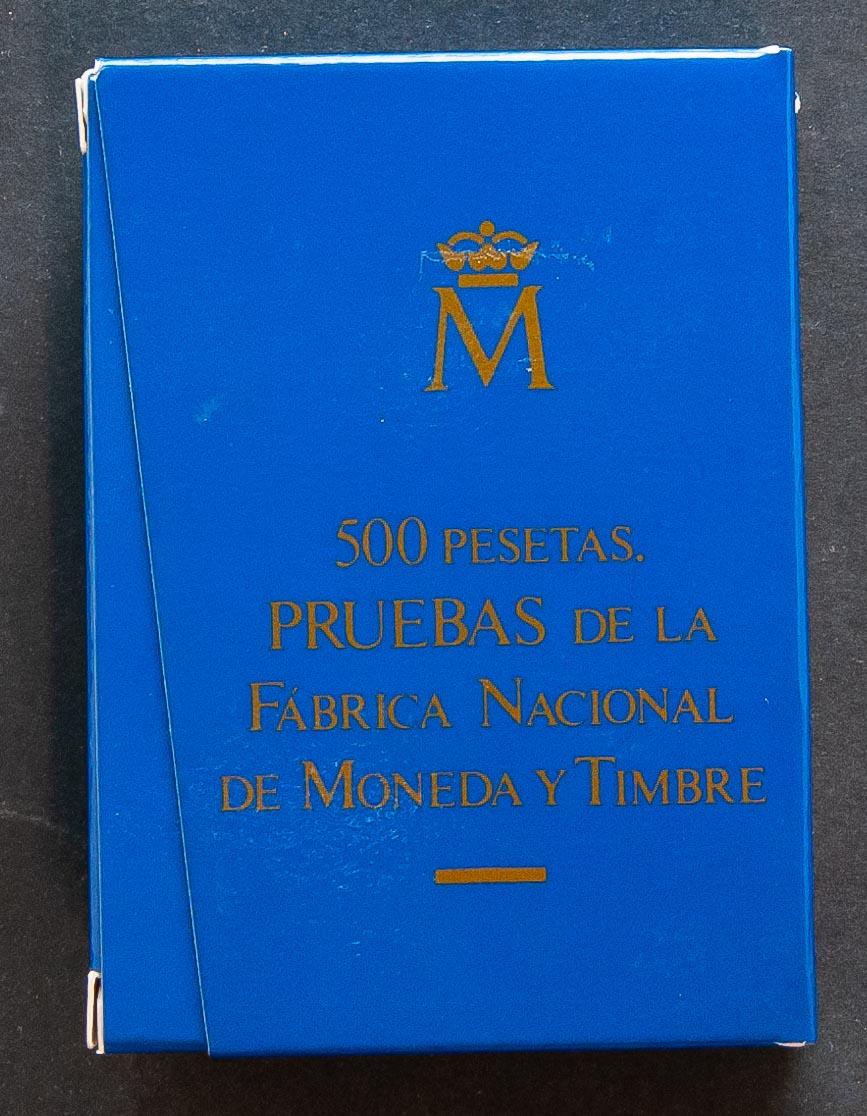 M
500 PESETAS.
PRUEBAS DE LA
FÁBRICA NACIONAL
DE MONEDA Y TIMBRE